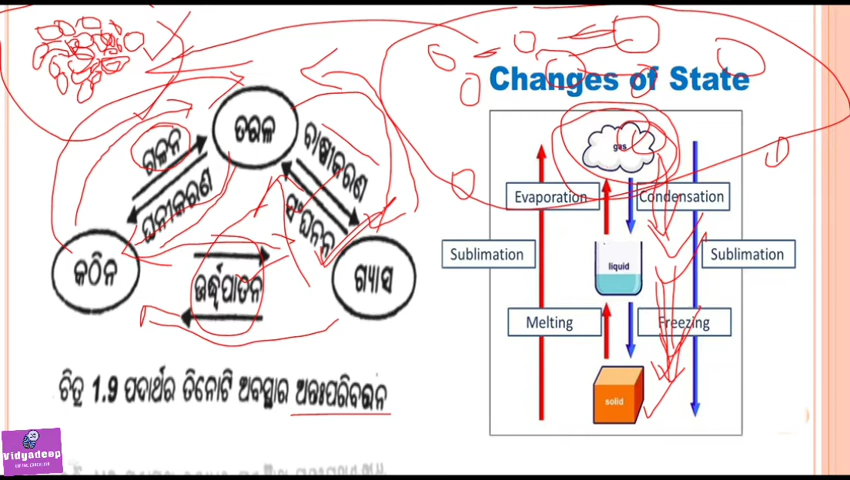 Changes of State
ତରଳ
ଗଳନ
ବାଷ୍ପୀକରଣ
ଘନୀକରଣ
ସଂଘନନ
କଠିନ
ଊର୍ଦ୍ଧ୍ୱପାତନ
ଗ୍ୟାସ
ଚିତ୍ର 1.9 ପଦାର୍ଥର ତିନୋଟି ଅବସ୍ଥାର ଅନ୍ତଃପରିବର୍ତ୍ତନ
gas
Evaporation
Condensation
Sublimation
liquid
Sublimation
Melting
Freezing
solid
Vidyadeep